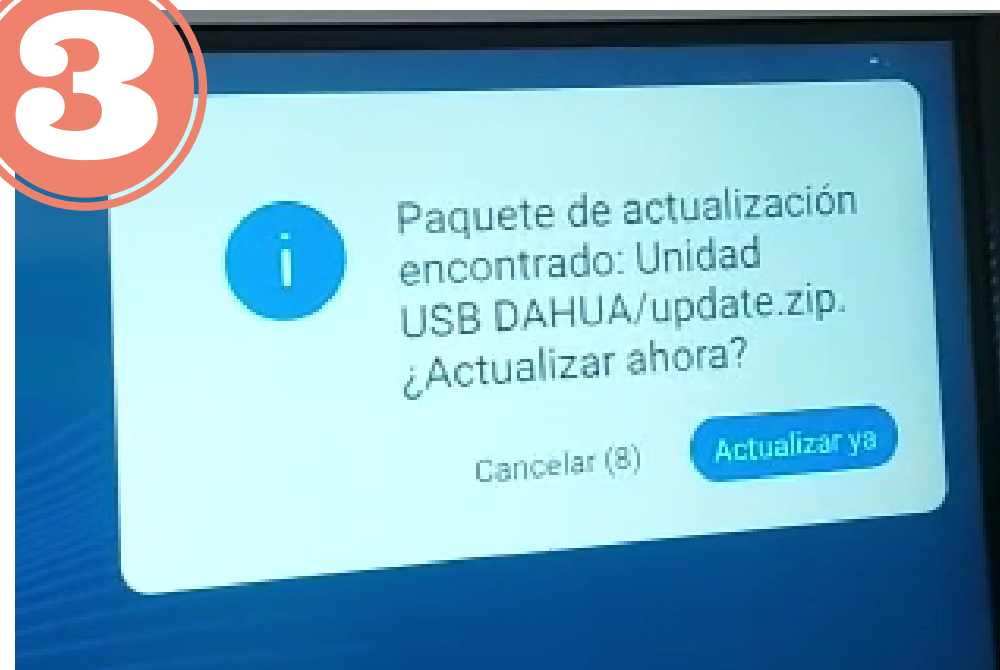 3
i
Paquete de actualización
encontrado: Unidad
USB DAHUA/update.zip.
¿Actualizar ahora?
Cancelar (8)
Actualizar ya